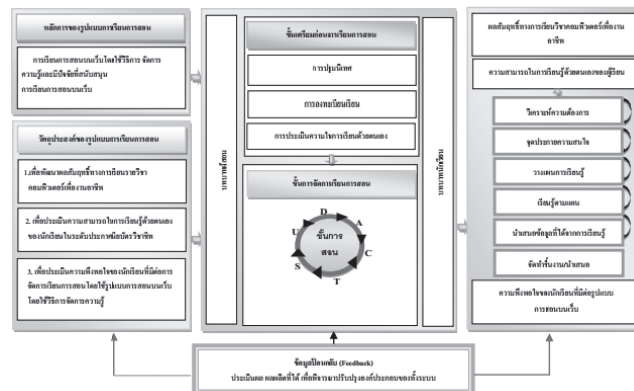 หลักการของรูปแบบการเรียนการสอน
การเรียนการสอนบนเว็บโดยใช้วิธีการ จัดการ
ความรู้และมีปัจจัยที่สนับสนุน
การเรียนการสอนบนเว็บ
วัตถุประสงค์ของรูปแบบการเรียนการสอน
1.เพื่อพัฒนาผลสัมฤทธิ์ทางการเรียนรายวิชา
คอมพิวเตอร์เพื่องานอาชีพ
2. เพื่อประเมินความสามารถในการเรียนรู้ด้วยตนเอง
ของนักเรียนในระดับประกาศนียบัตรวิชาชีพ
3. เพื่อประเมินความพึงพอใจของนักเรียนที่มีต่อการ
จัดการเรียนการสอน โดยใช้รูปแบบการสอนบนเว็บ
โดยใช้วิธีการจัดการความรู้
บทบาทผู้สอน
ขั้นเตรียมก่อนการเรียนการสอน
การปฐมนิเทศ
การลงทะเบียนเรียน
การประเมินความใจการเรียนด้วยตนเอง
ขั้นการจัดการเรียนการสอน
D
A
C
T
S
U
ขั้นการ
สอน
บทบาทนักเรียน
ผลสัมฤทธิ์ทางการเรียนวิชาคอมพิวเตอร์เพื่องาน
อาชีพ
ความสามารถในการเรียนรู้ด้วยตนเองของผู้เรียน
วิเคราะห์ความต้องการ
จุดประกายความสนใจ
วางแผนการเรียนรู้
เรียนรู้ตามแผน
นำเสนอข้อมูลที่ได้จากการเรียนรู้
จัดทำชิ้นงาน/นำเสนอ
ความพึงพอใจของนักเรียนที่มีต่อรูปแบบ
การสอนบนเว็บ
ข้อมูลป้อนกลับ (Feedback)
ประเมินผล ผลผลิตที่ได้ เพื่อพิจารณาปรับปรุงองค์ประกอบของทั้งระบบ